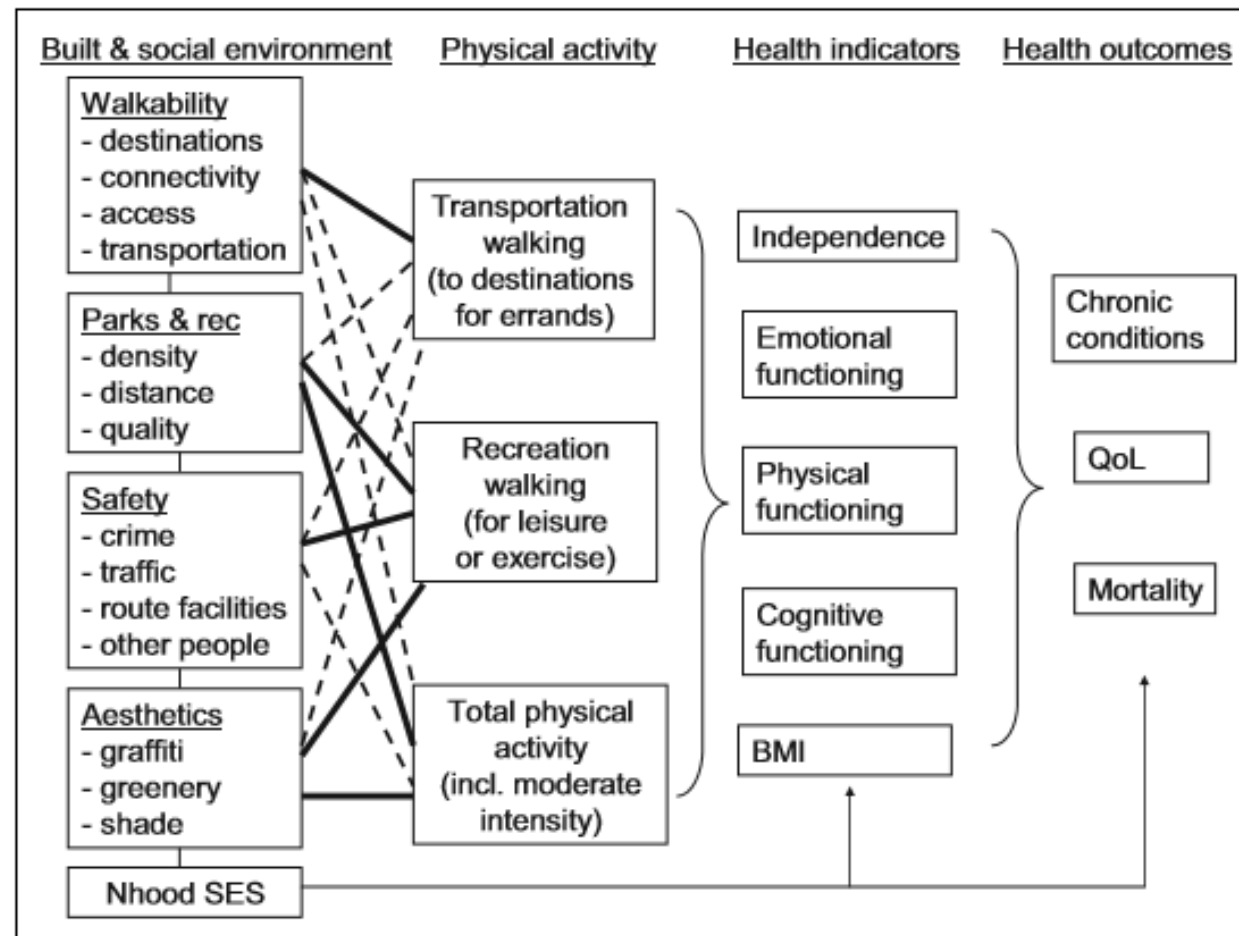 Built & social environment
Physical activity
Health indicators
Health outcomes
Walkability
- destinations
- connectivity
- access
- transportation
Parks & rec
- density
- distance
- quality
Safety
- crime
- traffic
- route facilities
- other people
Aesthetics
- graffiti
- greenery
- shade
Nhood SES
Transportation
walking
(to destinations
for errands)
Recreation
walking
(for leisure
or exercise)
Total physical
activity
(incl. moderate
intensity)
Independence
Emotional
functioning
Physical
functioning
Cognitive
functioning
BMI
Chronic
conditions
QoL
Mortality